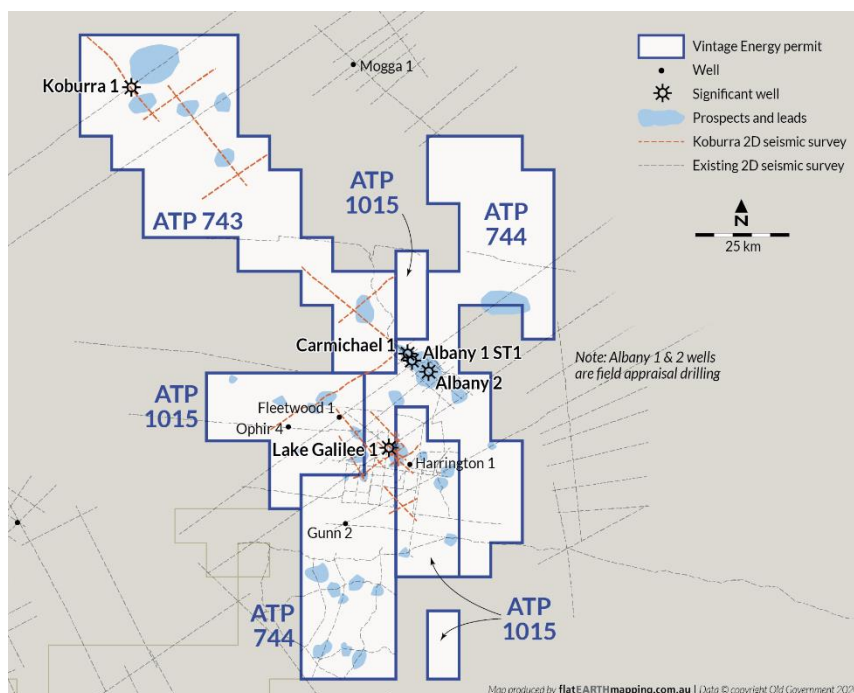 Koburra 1
Mogga 1
Vintage Energy permit
Well
Significant well
Prospects and leads
Koburra 2D seismic survey
Existing 2D seismic survey
N
25 km
ATP
1015
ATP
744
ATP 743
Carmichael 1
Albany 1 ST1
Albany 2
Note: Albany 1 & 2 wells
are field appraisal drilling
ATP
1015
Fleetwood 1
Ophir 4
Lake Galilee 1
Harrington 1
Gunn 2
ATP
744
ATP
1015
Map produced by flatEARTHmapping.com.au | Data © copyright Qld Government 202